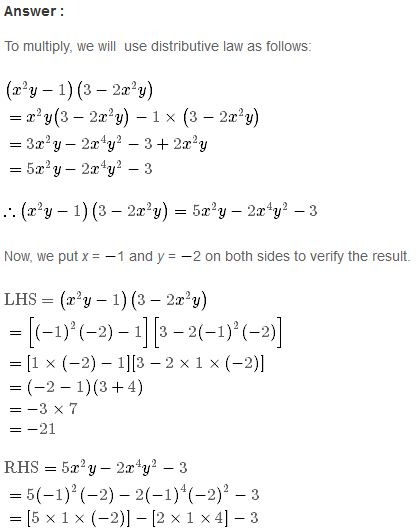 Answer :
To multiply, we will use distributive law as follows:
(x²y − 1)(3 − 2x²y)
= x²y(3 − 2x²y) − 1 × (3 − 2x²y)
= 3x²y − 2x⁴y² − 3 + 2x²y
= 5x²y − 2x⁴y² − 3
∴ (x²y − 1)(3 − 2x²y) = 5x²y − 2x⁴y² − 3
Now, we put x = −1 and y = −2 on both sides to verify the result.
LHS = (x²y − 1)(3 − 2x²y)
= [(−1)²(−2) − 1][3 − 2(−1)²(−2)]
= [1 × (−2) − 1][3 − 2 × 1 × (−2)]
= (−2 − 1)(3 + 4)
= −3 × 7
= −21
RHS = 5x²y − 2x⁴y² − 3
= 5(−1)²(−2) − 2(−1)⁴(−2)² − 3
= [5 × 1 × (−2)] − [2 × 1 × 4] − 3